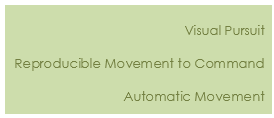 Visual Pursuit
Reproducible Movement to Command
Automatic Movement